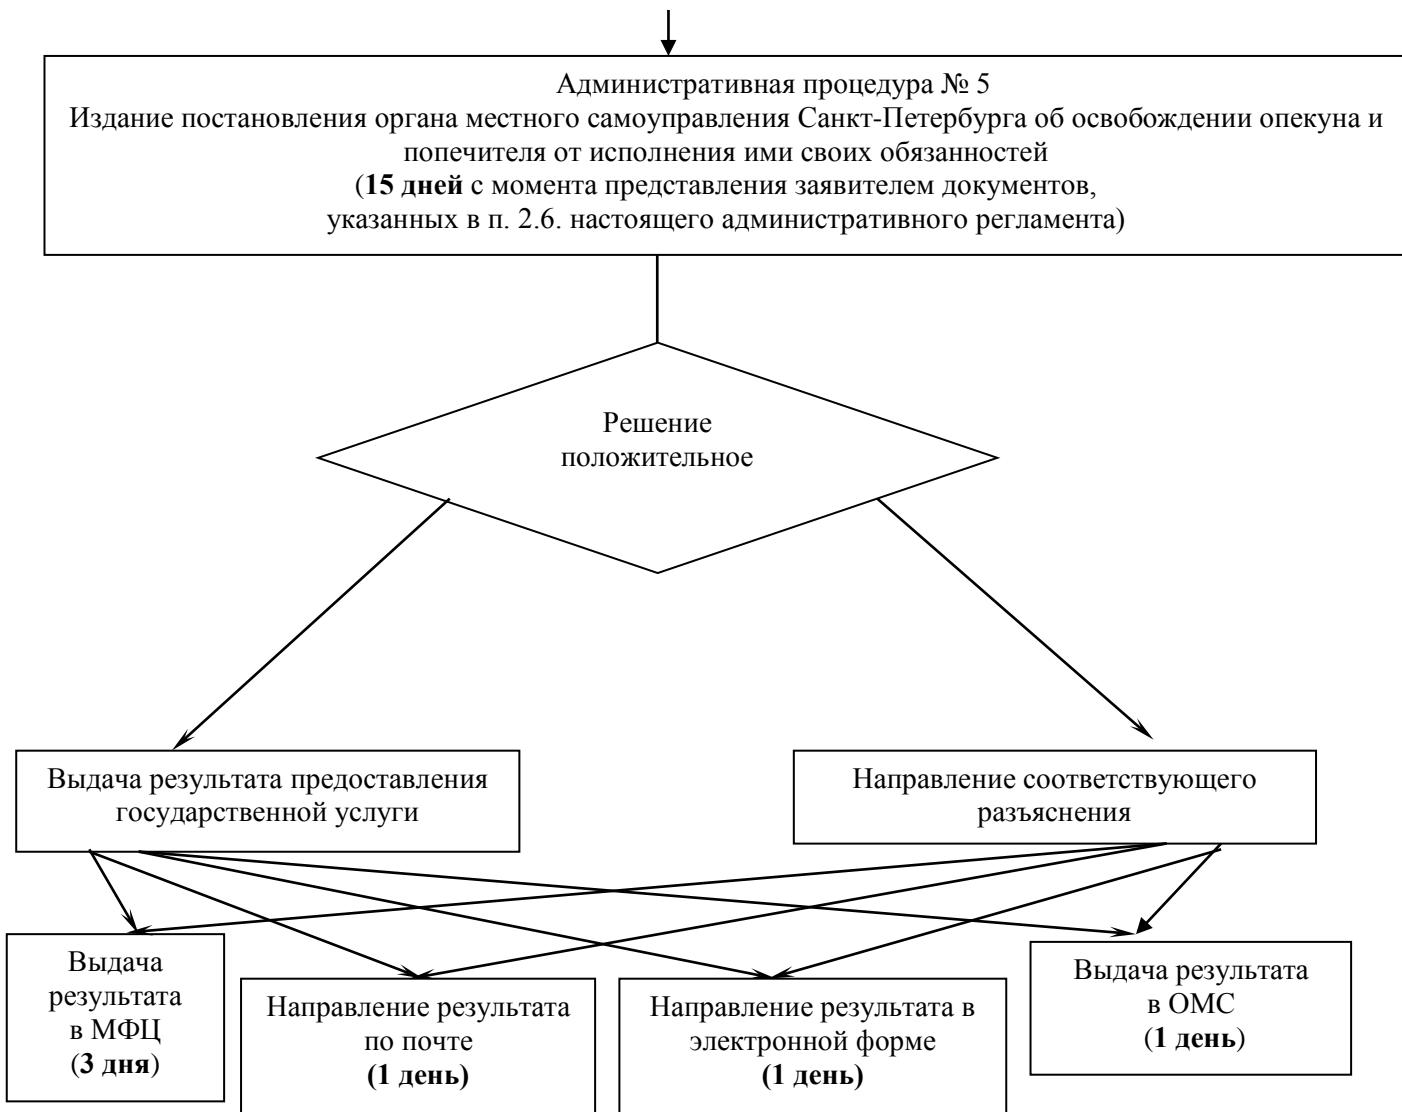 Административная процедура № 5
Издание постановления органа местного самоуправления Санкт-Петербурга об освобождении опекуна и
попечителя от исполнения ими своих обязанностей
(15 дней с момента представления заявителем документов,
указанных в п. 2.6. настоящего административного регламента)
Решение
положительное
Выдача результата предоставления
государственной услуги
Направление соответствующего
разъяснения
Выдача
результата
в МФЦ
(3 дня)
Направление результата
по почте
(1 день)
Направление результата в
электронной форме
(1 день)
Выдача результата
в ОМС
(1 день)